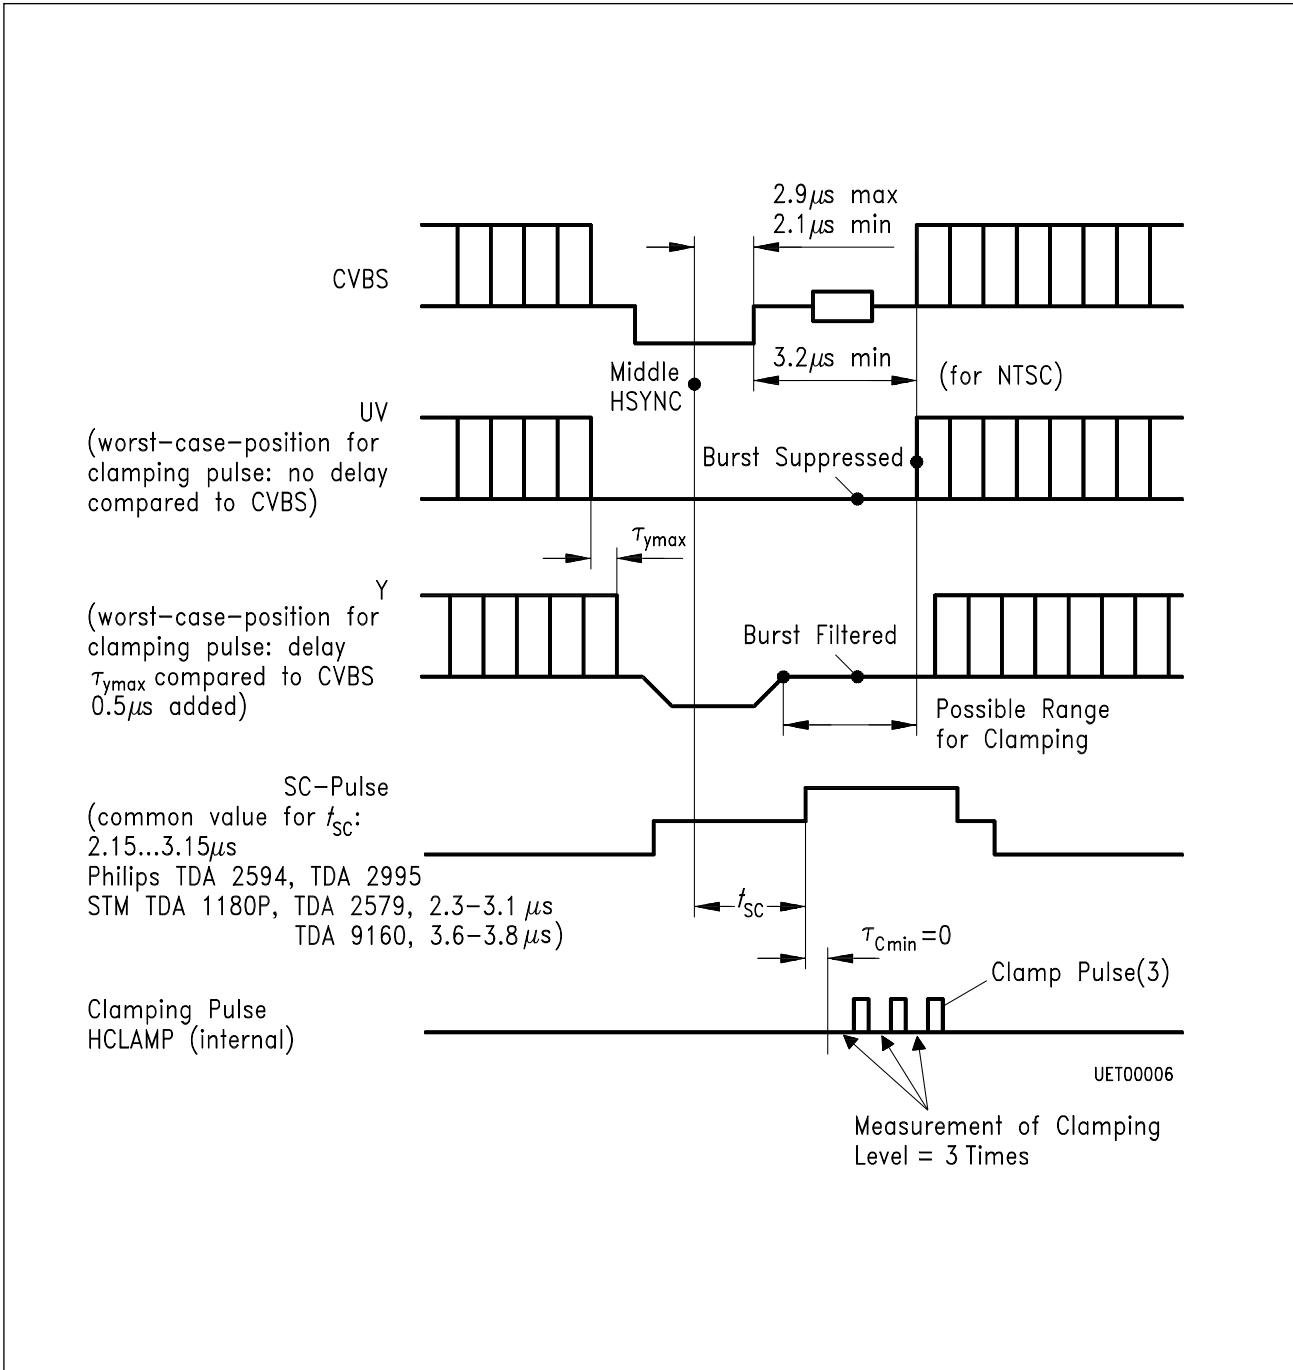 2.9μs max
2.1μs min
CVBS
3.2μs min
(for NTSC)
Middle
HSYNC
UV
(worst-case-position for
clamping pulse: no delay
compared to CVBS)
Burst Suppressed
τymax
Y
(worst-case-position for
clamping pulse: delay
τymax compared to CVBS
0.5μs added)
Burst Filtered
Possible Range
for Clamping
SC-Pulse
(common value for tSC:
2.15...3.15μs
Philips TDA 2594, TDA 2995
STM TDA 1180P, TDA 2579, 2.3-3.1 μs
TDA 9160, 3.6-3.8μs)
tSC
τCmin=0
Clamp Pulse(3)
Clamping Pulse
HCLAMP (internal)
UET00006
Measurement of Clamping
Level = 3 Times